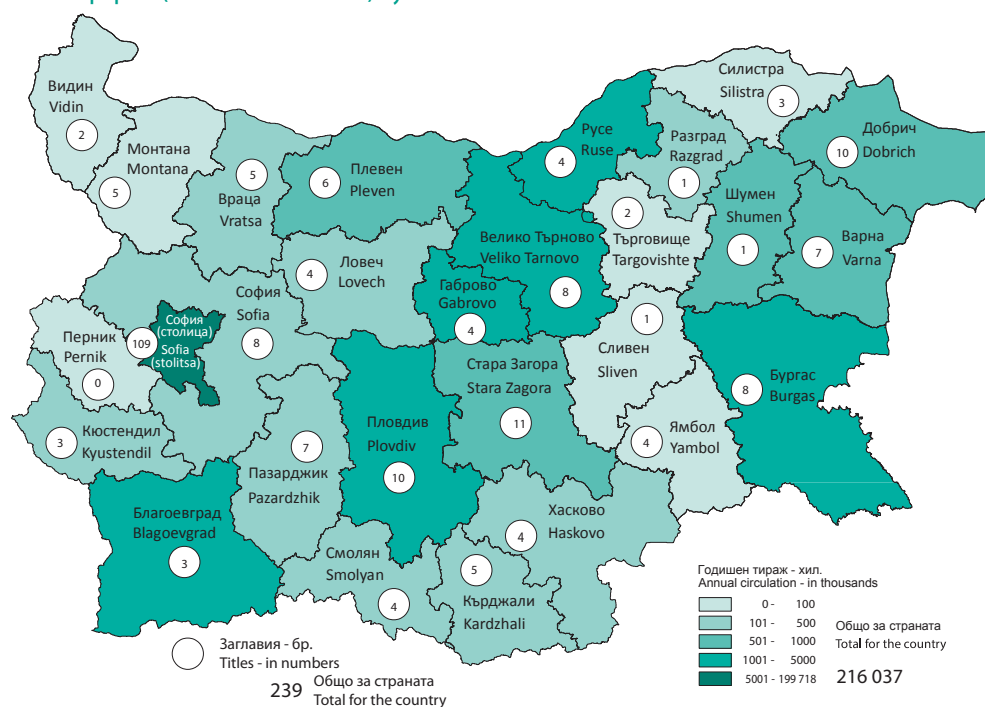 Видин
Vidin
2
Монтана
Montana
5
5
Враца
Vratsa
6
Плевен
Pleven
4
Русе
Ruse
Силистра
Silistra
3
Разград
Razgrad
1
10
Добрич
Dobrich
2
Търговище
Targovishte
Шумен
Shumen
1
7
Варна
Varna
Велико Търново
Veliko Tarnovo
8
Габрово
Gabrovo
4
4
Ловеч
Lovech
София
Sofia
8
София
(столица)
Sofia
(stolitsa)
109
Перник
Pernik
0
3
Кюстендил
Kyustendil
7
Пазарджик
Pazardzhik
Пловдив
Plovdiv
10
Стара Загора
Stara Zagora
11
1
Сливен
Sliven
4
Ямбол
Yambol
8
Бургас
Burgas
Благоевград
Blagoevgrad
3
Смолян
Smolyan
4
5
Кърджали
Kardzhali
Хасково
Haskovo
4
Заглавия - бр.
Titles - in numbers
239 Общо за страната
Total for the country
Годишен тираж - хил.
Annual circulation - in thousands
0 - 100
101 - 500
501 - 1000
1001 - 5000
5001 - 199 718
Общо за страната
Total for the country
216 037